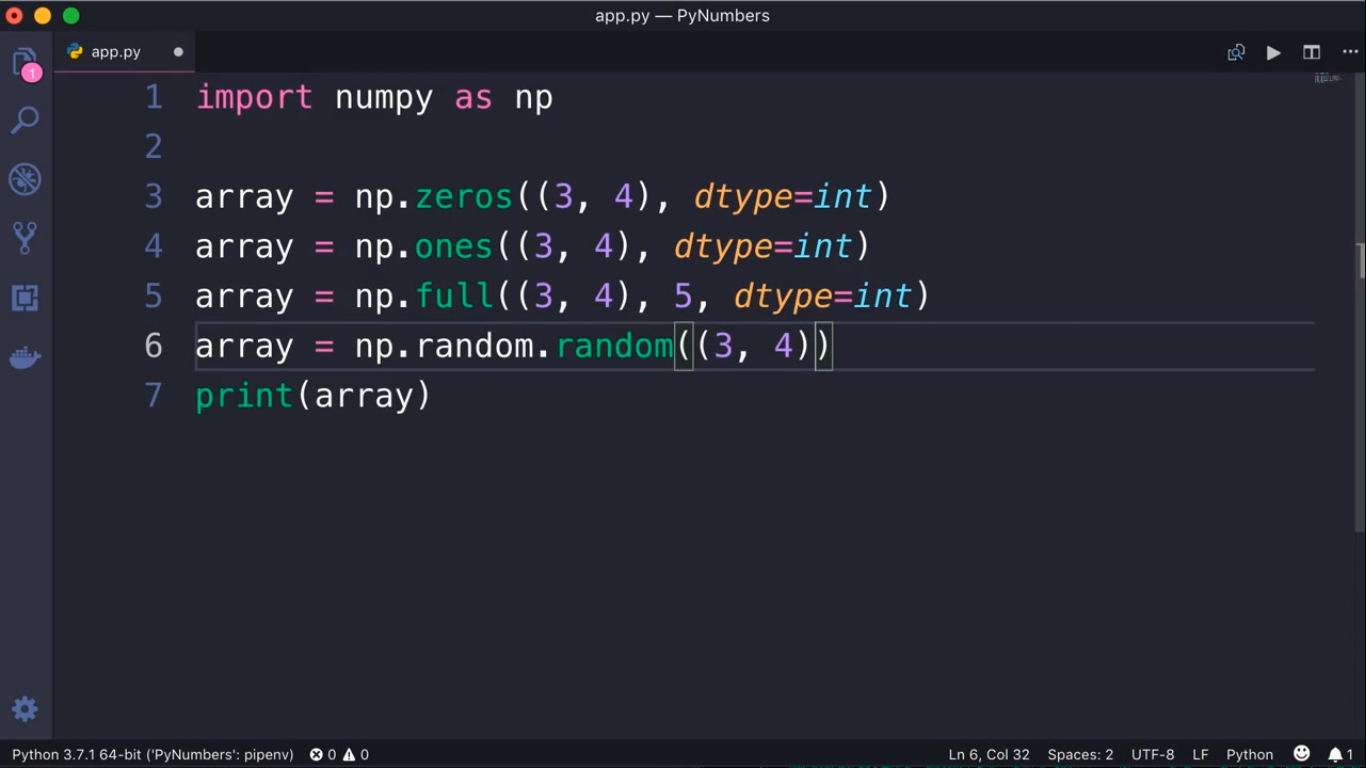 app.py — PyNumbers
app.py
1
1 import numpy as np
2
3 array = np.zeros((3, 4), dtype=int)
4 array = np.ones((3, 4), dtype=int)
5 array = np.full((3, 4), 5, dtype=int)
6 array = np.random.random((3, 4))
7 print(array)
Python 3.7.1 64-bit ('PyNumbers': pipenv) 0 0 Ln 6, Col 32 Spaces: 2 UTF-8 LF Python 1